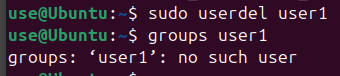 use@Ubuntu:~$ sudo userdel user1
use@Ubuntu:~$ groups user1
groups: ‘user1’: no such user